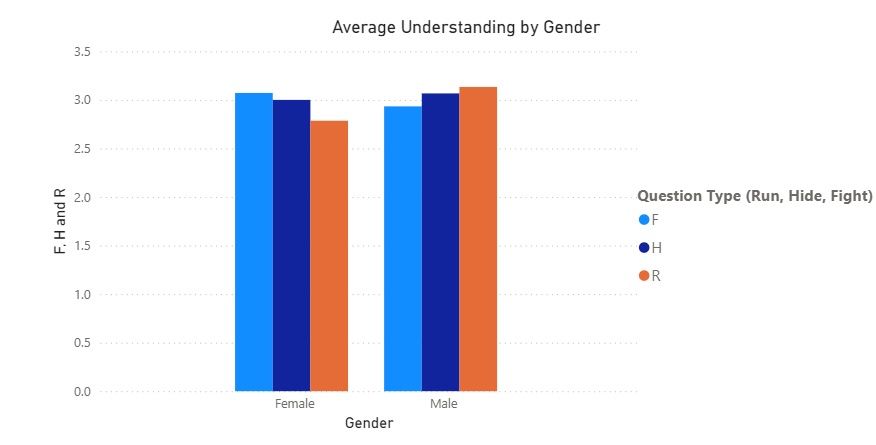 Average Understanding by Gender
3.5
3.0
2.5
2.0
1.5
1.0
0.5
0.0
F, H and R
Female
Male
Gender
Question Type (Run, Hide, Fight)
F
H
R